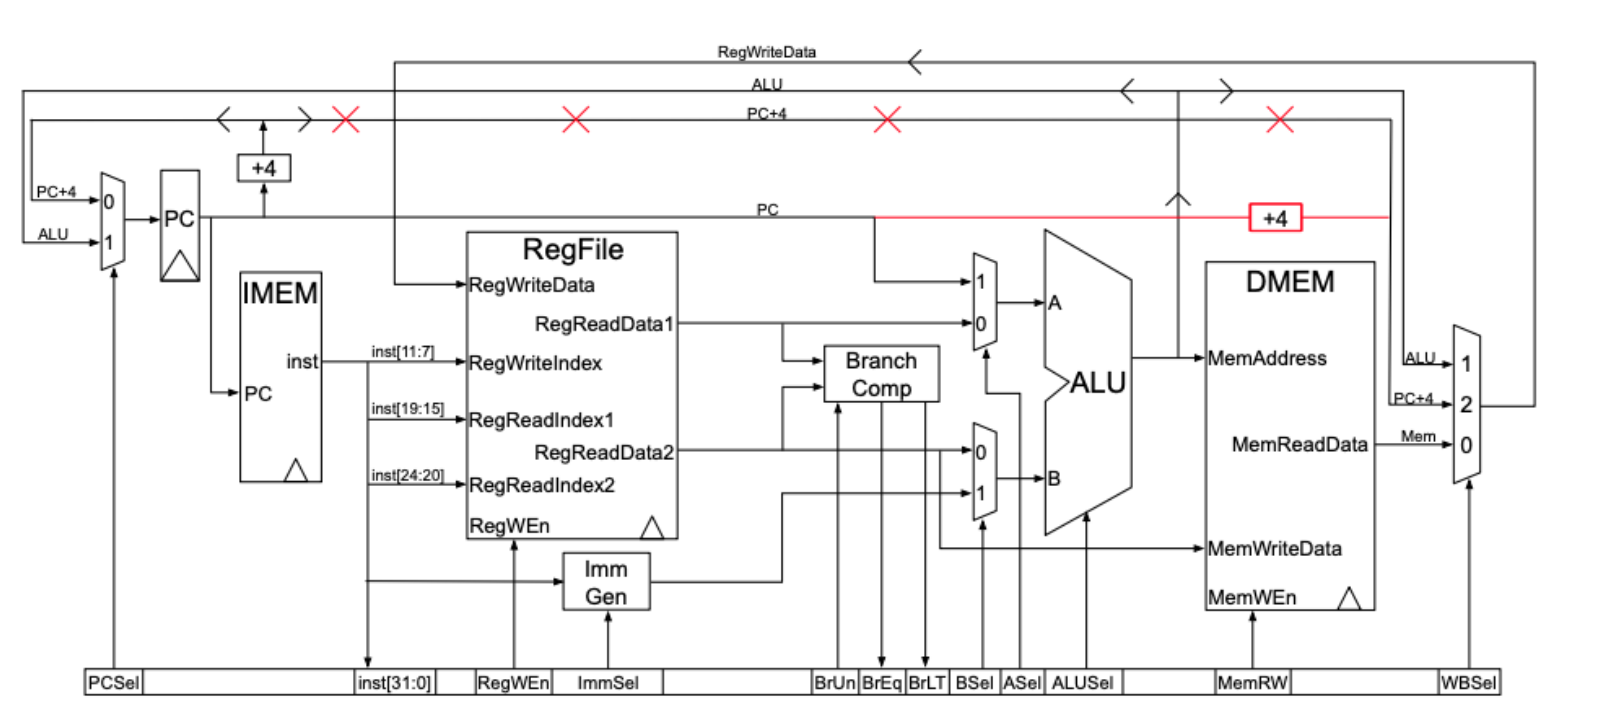 RegWriteData
ALU
PC+4
+4
PC+4
0
ALU
1
PC
PC
+4
RegFile
IMEM
inst
PC
inst[11:7]
inst[19:15]
inst[24:20]
RegWriteData
RegReadData1
RegWriteIndex
RegReadIndex1
RegReadData2
RegReadIndex2
RegWEn
Imm
Gen
Branch
Comp
1
0
0
1
A
B
ALU
DMEM
MemAddress
MemReadData
MemWriteData
MemWEn
ALU
1
PC+4
2
Mem
0
PCSel
inst[31:0]
RegWEn
ImmSel
BrUn
BrEq
BrLT
BSel
ASel
ALUSel
MemRW
WBSel